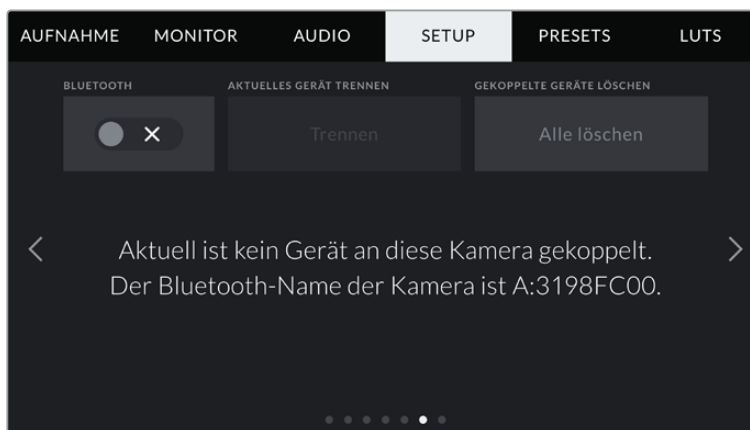 AUFNAHME MONITOR AUDIO SETUP PRESETS LUTS
BLUETOOTH AKTUELLES GERÄT TRENNEN GEKOPPELTE GERÄTE LÖSCHEN
Trennen Alle löschen
Aktuell ist kein Gerät an diese Kamera gekoppelt.
Der Bluetooth-Name der Kamera ist A:3198FC00.